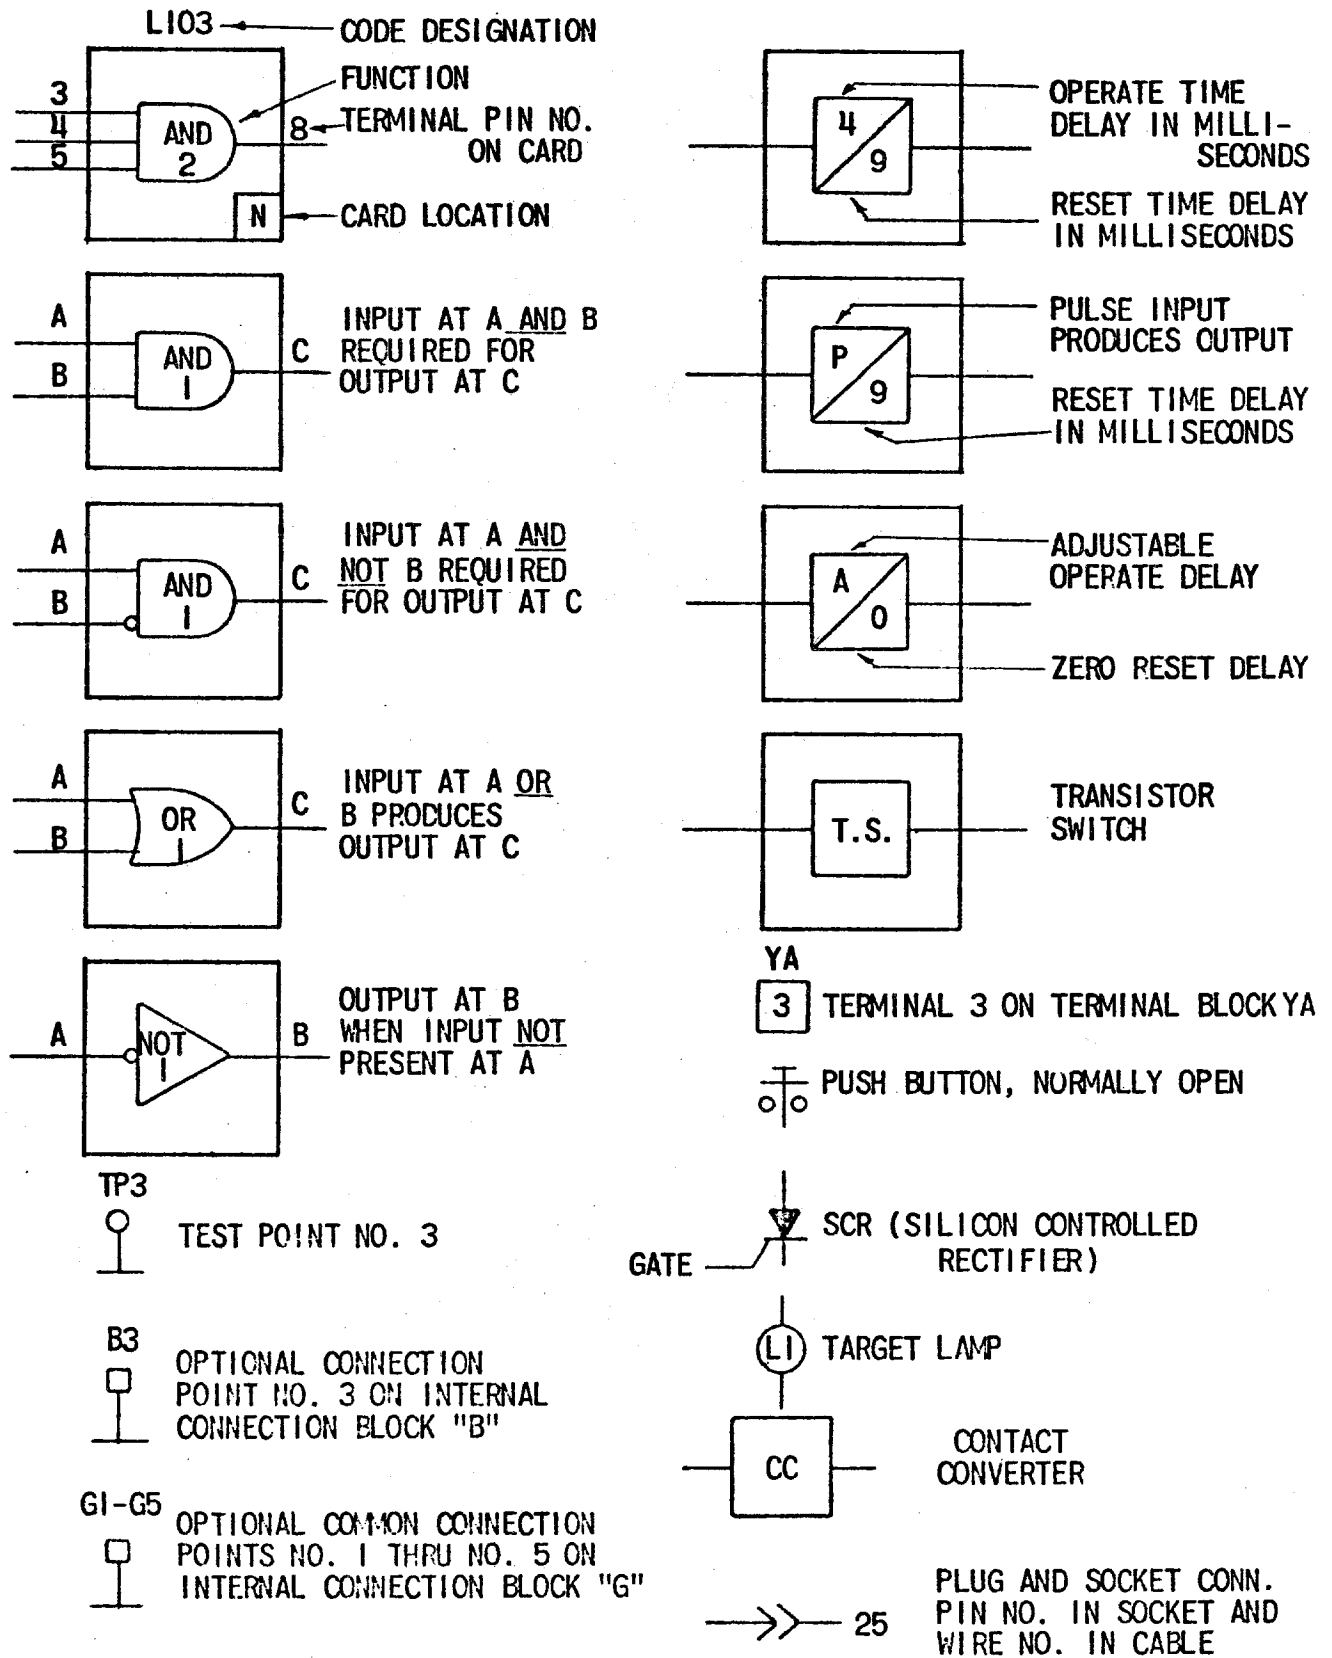 L103
CODE DESIGNATION
FUNCTION
3
4
5
AND
2
8
TERMINAL PIN NO.
ON CARD
N
CARD LOCATION
A
B
AND
1
C
INPUT AT A AND B
REQUIRED FOR
OUTPUT AT C
A
B
AND
1
C
INPUT AT A AND
NOT B REQUIRED
FOR OUTPUT AT C
A
B
OR
1
C
INPUT AT A OR
B PRODUCES
OUTPUT AT C
A
NOT
1
B
OUTPUT AT B
WHEN INPUT NOT
PRESENT AT A
TP3
TEST POINT NO. 3
B3
OPTIONAL CONNECTION
POINT NO. 3 ON INTERNAL
CONNECTION BLOCK "B"
G1-G5
OPTIONAL COMMON CONNECTION
POINTS NO. 1 THRU NO. 5 ON
INTERNAL CONNECTION BLOCK "G"
4
9
OPERATE TIME
DELAY IN MILLI-
SECONDS
RESET TIME DELAY
IN MILLISECONDS
P
9
PULSE INPUT
PRODUCES OUTPUT
RESET TIME DELAY
IN MILLISECONDS
A
0
ADJUSTABLE
OPERATE DELAY
ZERO RESET DELAY
T.S.
TRANSISTOR
SWITCH
YA
3
TERMINAL 3 ON TERMINAL BLOCK YA
PUSH BUTTON, NORMALLY OPEN
GATE
SCR (SILICON CONTROLLED
RECTIFIER)
L1
TARGET LAMP
CC
CONTACT
CONVERTER
25
PLUG AND SOCKET CONN.
PIN NO. IN SOCKET AND
WIRE NO. IN CABLE